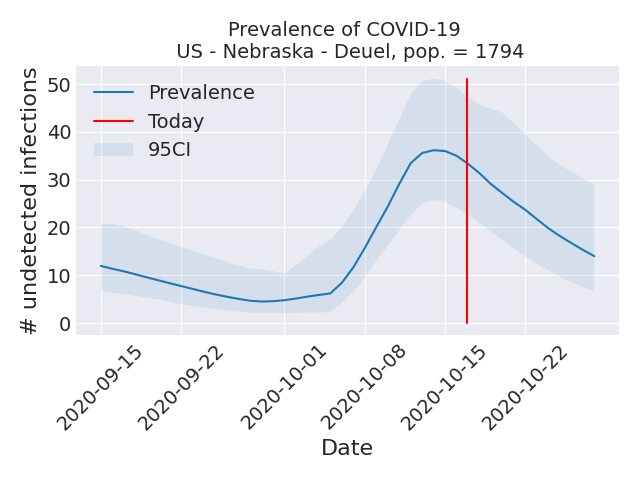 Prevalence of COVID-19
US - Nebraska - Deuel, pop. = 1794
# undetected infections
50
40
30
20
10
0
Prevalence
Today
95CI
2020-09-15
2020-09-22
2020-10-01
2020-10-08
2020-10-15
2020-10-22
Date